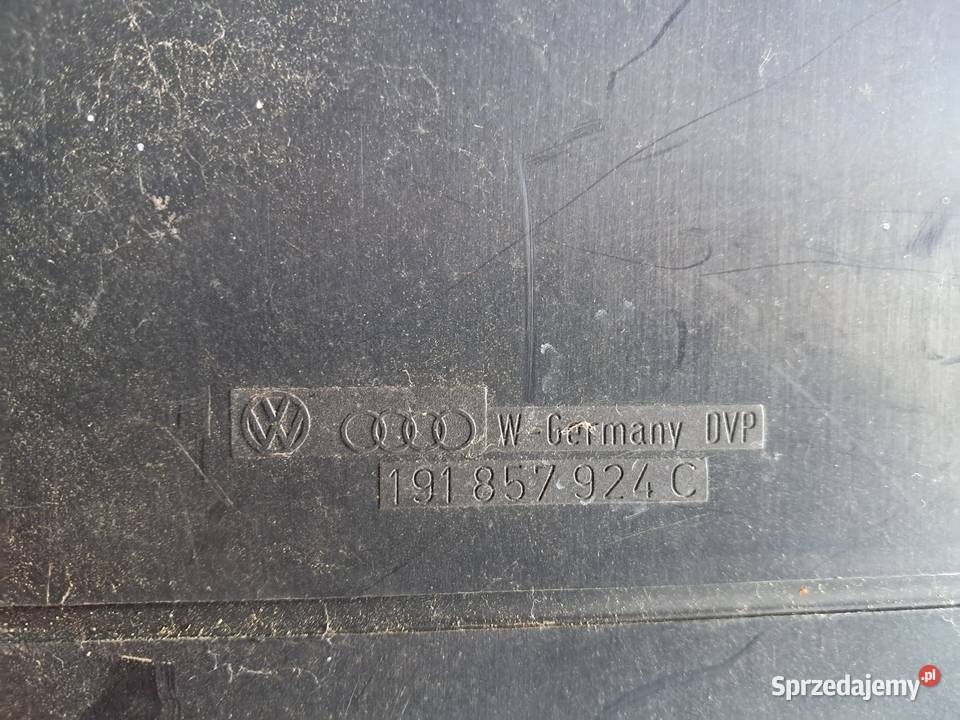 W-Germany DVP
191 857 924 C
Sprzedajemy.pl